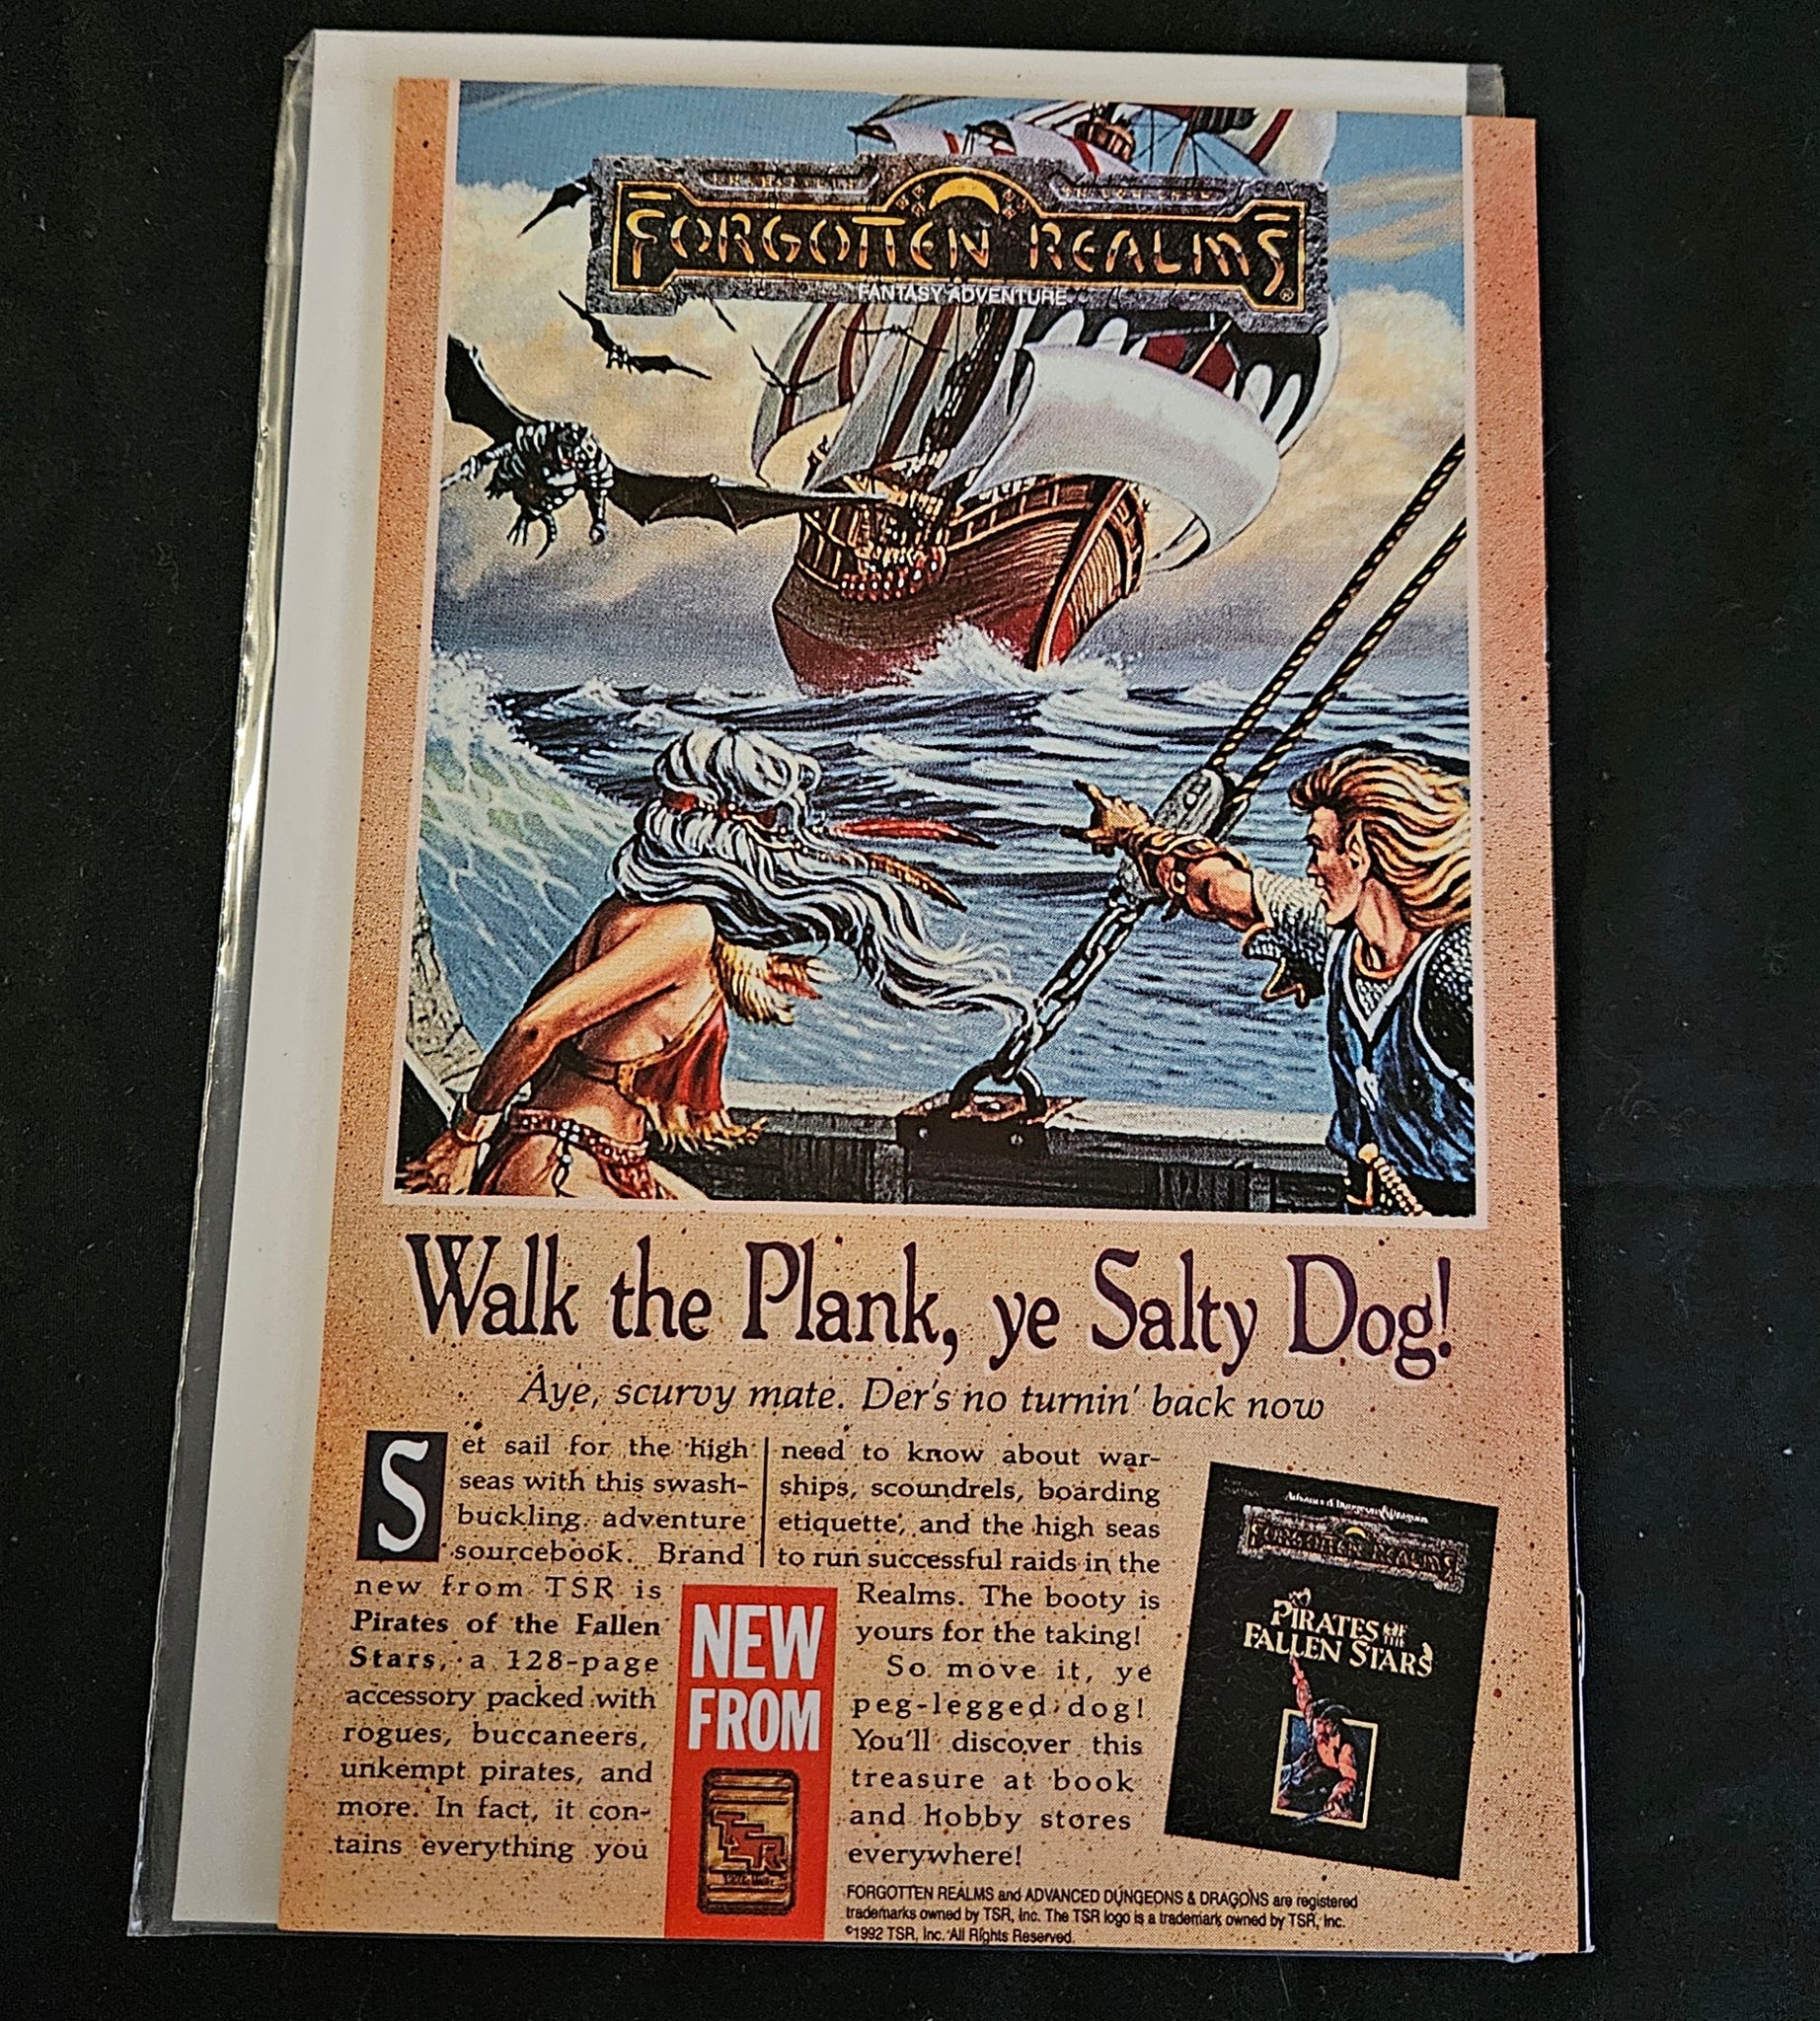 FORGOTTEN REALMS®
FANTASY ADVENTURE
Walk the Plank, ye Salty Dog!
Aye, scurvy mate. Der's no turnin' back now
Set sail for the high
seas with this swash-
buckling adventure
sourcebook. Brand
new from TSR is
Pirates of the Fallen
Stars, a 128-page
accessory packed with
rogues, buccaneers,
unkempt pirates, and
more. In fact, it con-
tains everything you
need to know about war-
ships, scoundrels, boarding
etiquette, and the high seas
to run successful raids in the
Realms. The booty is
yours for the taking!
So move it, ye
peg-legged dog!
You'll discover this
treasure at book
and hobby stores
everywhere!
NEW
FROM
TSR
Advanced Dungeons & Dragons
FORGOTTEN REALMS
PIRATES OF
THE
FALLEN STARS
FORGOTTEN REALMS and ADVANCED DUNGEONS & DRAGONS are registered
trademarks owned by TSR, Inc. The TSR logo is a trademark owned by TSR, Inc.
©1992 TSR, Inc. All Rights Reserved.